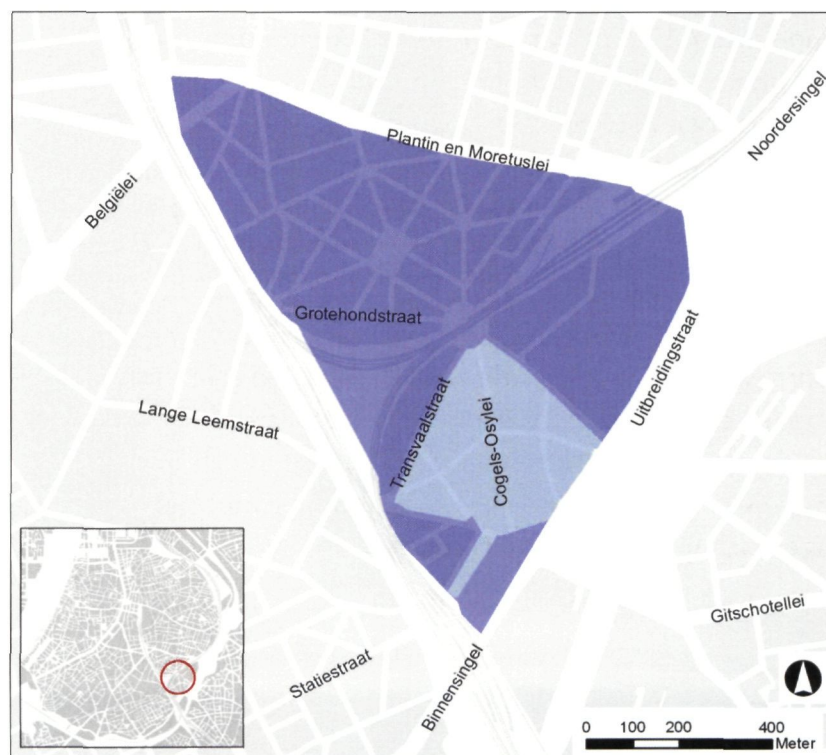 Plantin en Moretuslei
Noordersingel
Belgiëlei
Grotehondstraat
Uitbreidingstraat
Lange Leemstraat
Transvaalstraat
Cogels-Osylei
Gitschotellei
Statiestraat
Binnensingel
0 100 200 400
Meter